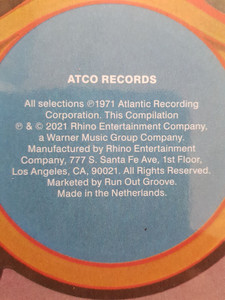 ATCO RECORDS
All selections ℗1971 Atlantic Recording
Corporation. This Compilation
℗ & © 2021 Rhino Entertainment Company,
a Warner Music Group Company.
Manufactured by Rhino Entertainment
Company, 777 S. Santa Fe Ave, 1st Floor,
Los Angeles, CA, 90021. All Rights Reserved.
Marketed by Run Out Groove.
Made in the Netherlands.